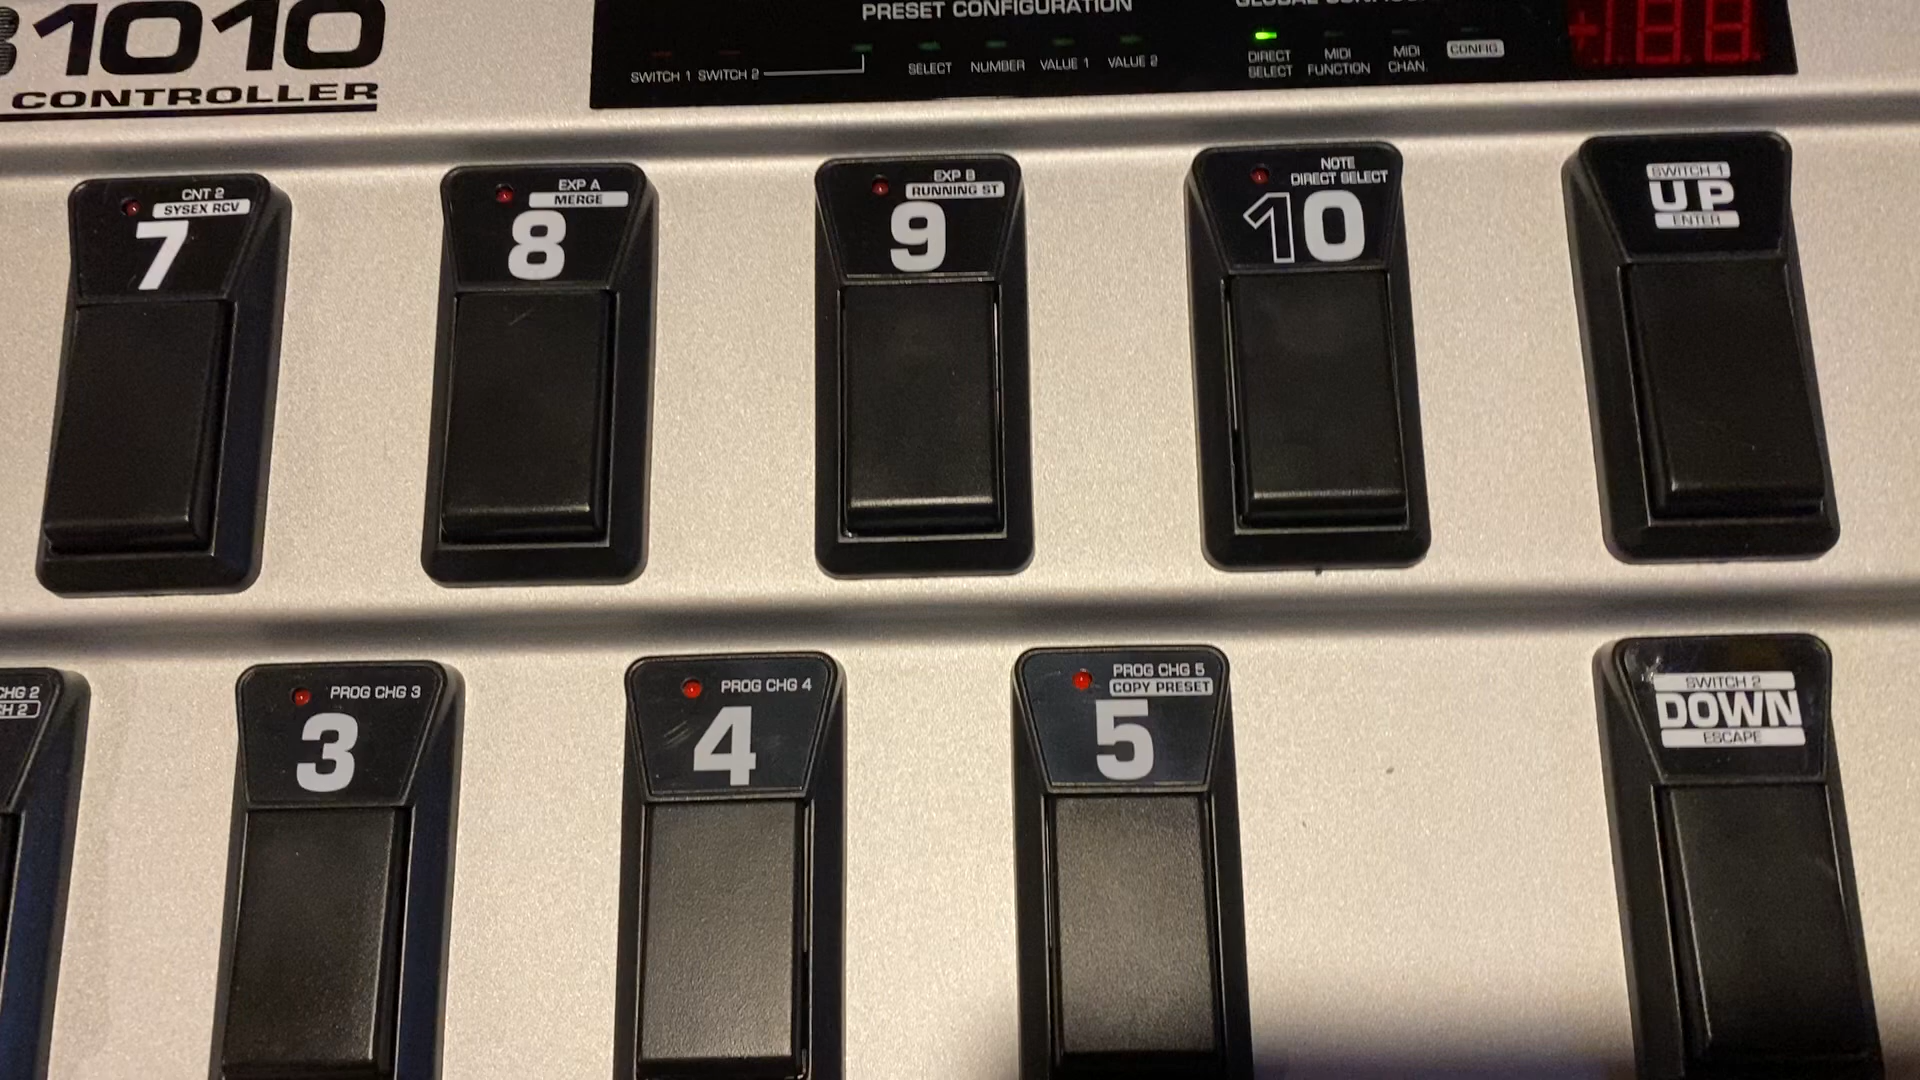 1010
CONTROLLER
PRESET CONFIGURATION
SWITCH 1 SWITCH 2
SELECT NUMBER VALUE 1 VALUE 2
DIRECT SELECT
MIDI FUNCTION
MIDI CHAN.
CONFIG.
CNT 2
SYSEX RCV
7
EXP A
MERGE
8
EXP B
RUNNING ST
9
NOTE
DIRECT SELECT
10
SWITCH 1
UP
ENTER
CHG 2
PROG CHG 3
3
PROG CHG 4
4
PROG CHG 5
COPY PRESET
5
SWITCH 2
DOWN
ESCAPE